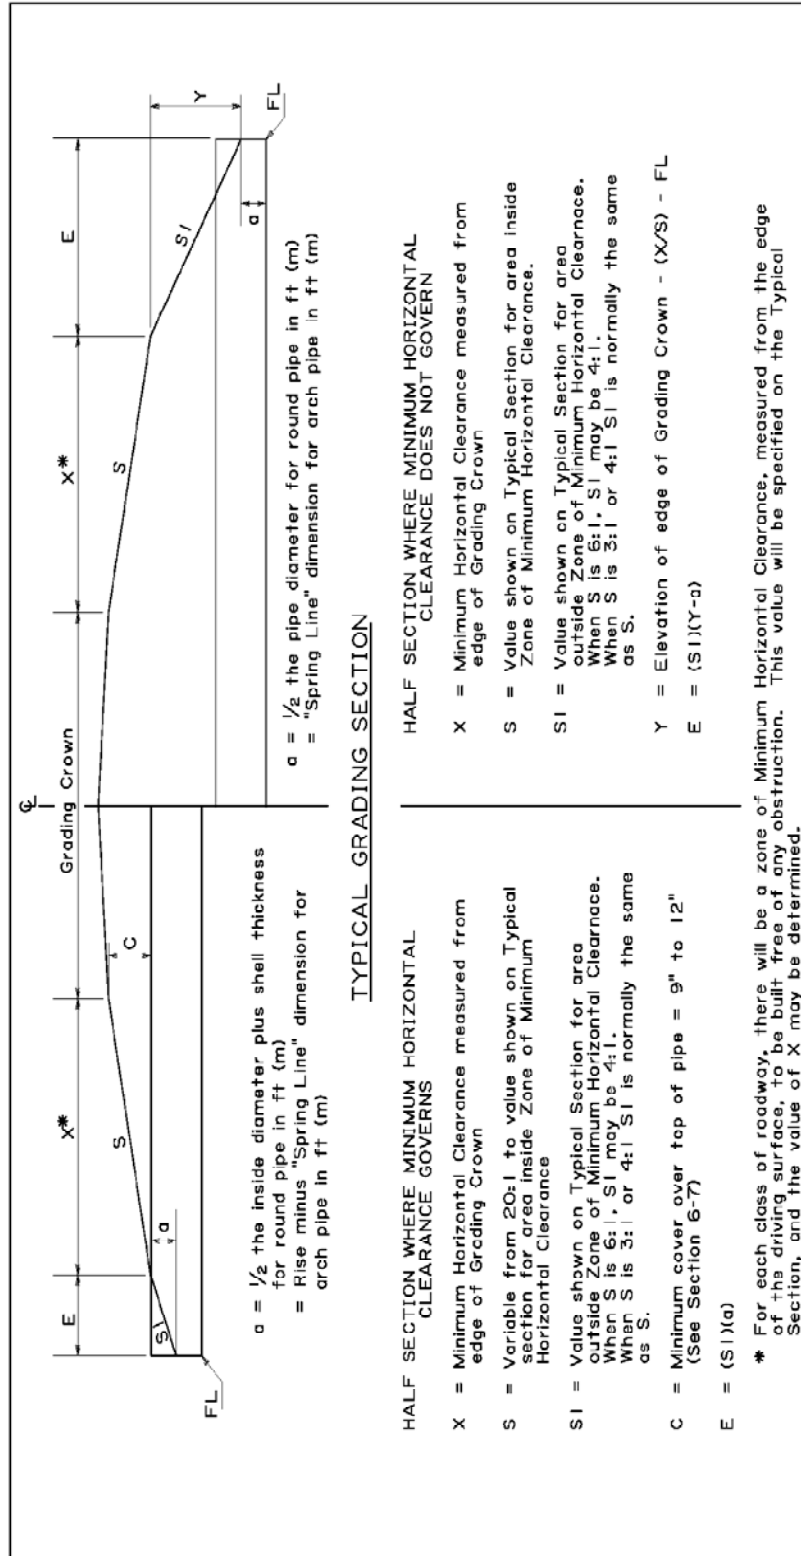 ℄
Grading Crown
E
X*
C
X*
E
S1
a
S
S
S1
Y
FL
a
FL
a = 1/2 the inside diameter plus shell thickness
for round pipe in ft (m)
= Rise minus "Spring Line" dimension for
arch pipe in ft (m)
a = 1/2 the pipe diameter for round pipe in ft (m)
= "Spring Line" dimension for arch pipe in ft (m)
TYPICAL GRADING SECTION
HALF SECTION WHERE MINIMUM HORIZONTAL
CLEARANCE GOVERNS
X = Minimum Horizontal Clearance measured from
edge of Grading Crown
S = Variable from 20:1 to value shown on Typical
section for area inside Zone of Minimum
Horizontal Clearance
S1 = Value shown on Typical Section for area
outside Zone of Minimum Horizontal Clearnace.
When S is 6:1, S1 may be 4:1.
When S is 3:1 or 4:1 S1 is normally the same
as S.
C = Minimum cover over top of pipe = 9" to 12"
(See Section 6-7)
E = (S1)(a)
HALF SECTION WHERE MINIMUM HORIZONTAL
CLEARANCE DOES NOT GOVERN
X = Minimum Horizontal Clearance measured from
edge of Grading Crown
S = Value shown on Typical Section for area inside
Zone of Minimum Horizontal Clearance.
S1 = Value shown on Typical Section for area
outside Zone of Minimum Horizontal Clearnace.
When S is 6:1, S1 may be 4:1.
When S is 3:1 or 4:1 S1 is normally the same
as S.
Y = Elevation of edge of Grading Crown - (X/S) - FL
E = (S1)(Y-a)
* For each class of roadway, there will be a zone of Minimum Horizontal Clearance, measured from the edge
of the driving surface, to be built free of any obstruction. This value will be specified on the Typical
Section, and the value of X may be determined.